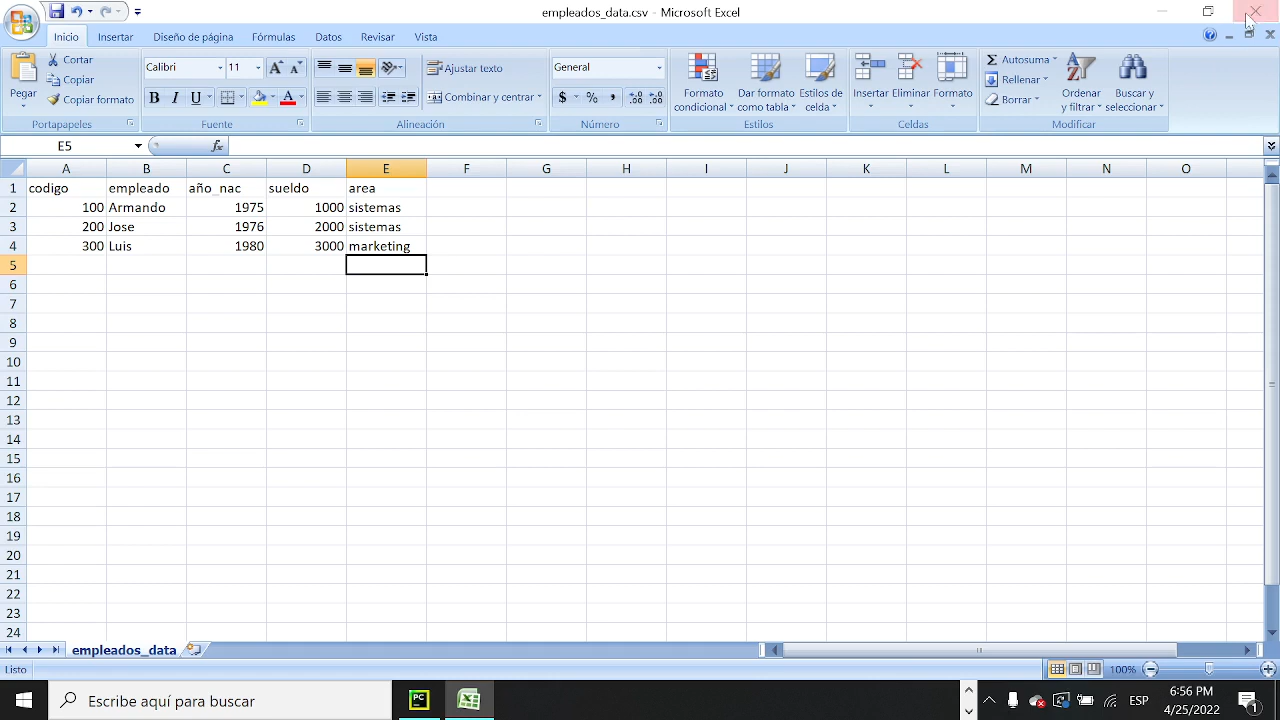 empleados_data.csv - Microsoft Excel
Inicio Insertar Diseño de página Fórmulas Datos Revisar Vista
Pegar
Cortar
Copiar
Copiar formato
Portapapeles
Calibri 11
N K S
Fuente
Ajustar texto
Combinar y centrar
Alineación
General
$ % ,
Número
Formato condicional
Dar formato como tabla
Estilos de celda
Estilos
Insertar Eliminar Formato
Celdas
Autosuma
Rellenar
Borrar
Ordenar y filtrar
Buscar y seleccionar
Modificar
E5 fx
A B C D E F G H I J K L M N O
1 codigo empleado año_nac sueldo area
2 100 Armando 1975 1000 sistemas
3 200 Jose 1976 2000 sistemas
4 300 Luis 1980 3000 marketing
5
6
7
8
9
10
11
12
13
14
15
16
17
18
19
20
21
22
23
24
empleados_data
Listo 100%
Escribe aquí para buscar
PC
ESP
6:56 PM
4/25/2022
1